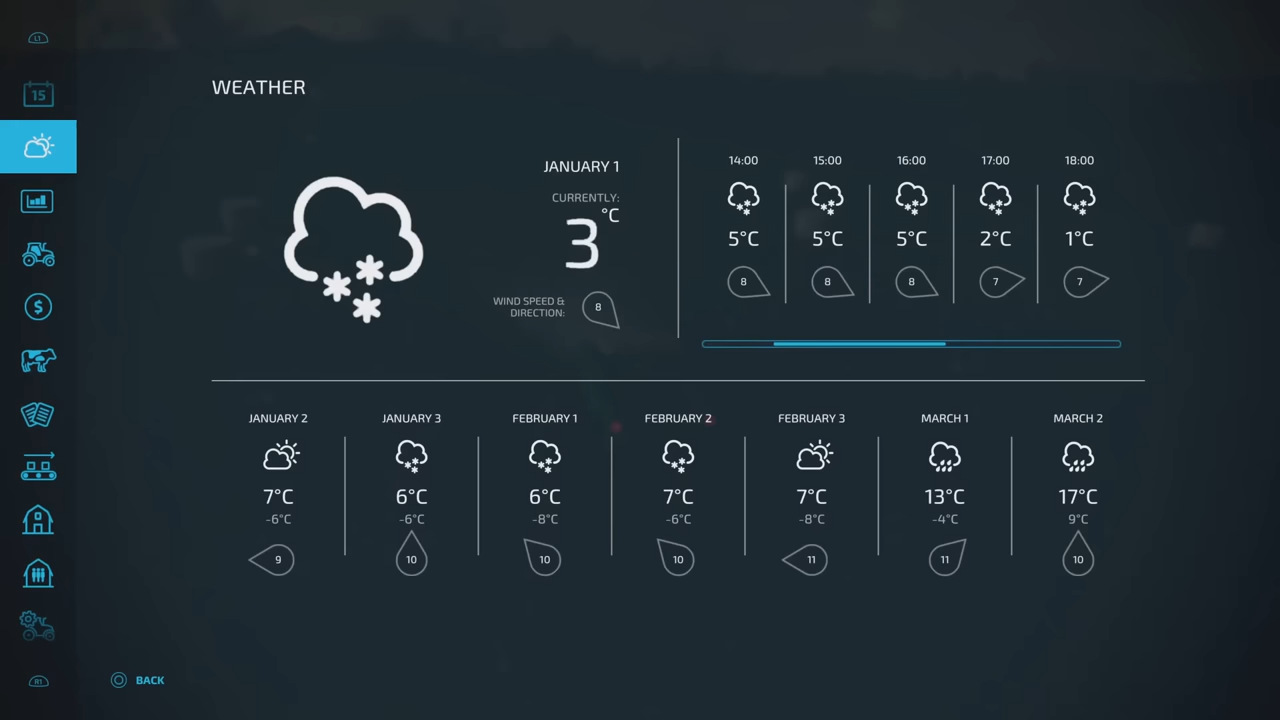 L1
15
WEATHER
JANUARY 1
CURRENTLY:
3°C
WIND SPEED &
DIRECTION:
8
14:00 15:00 16:00 17:00 18:00
5°C 5°C 5°C 2°C 1°C
8 8 8 7 7
$
JANUARY 2 JANUARY 3 FEBRUARY 1 FEBRUARY 2 FEBRUARY 3 MARCH 1 MARCH 2
7°C 6°C 6°C 7°C 7°C 13°C 17°C
-6°C -6°C -8°C -6°C -8°C -4°C 9°C
9 10 10 10 11 11 10
R1
BACK